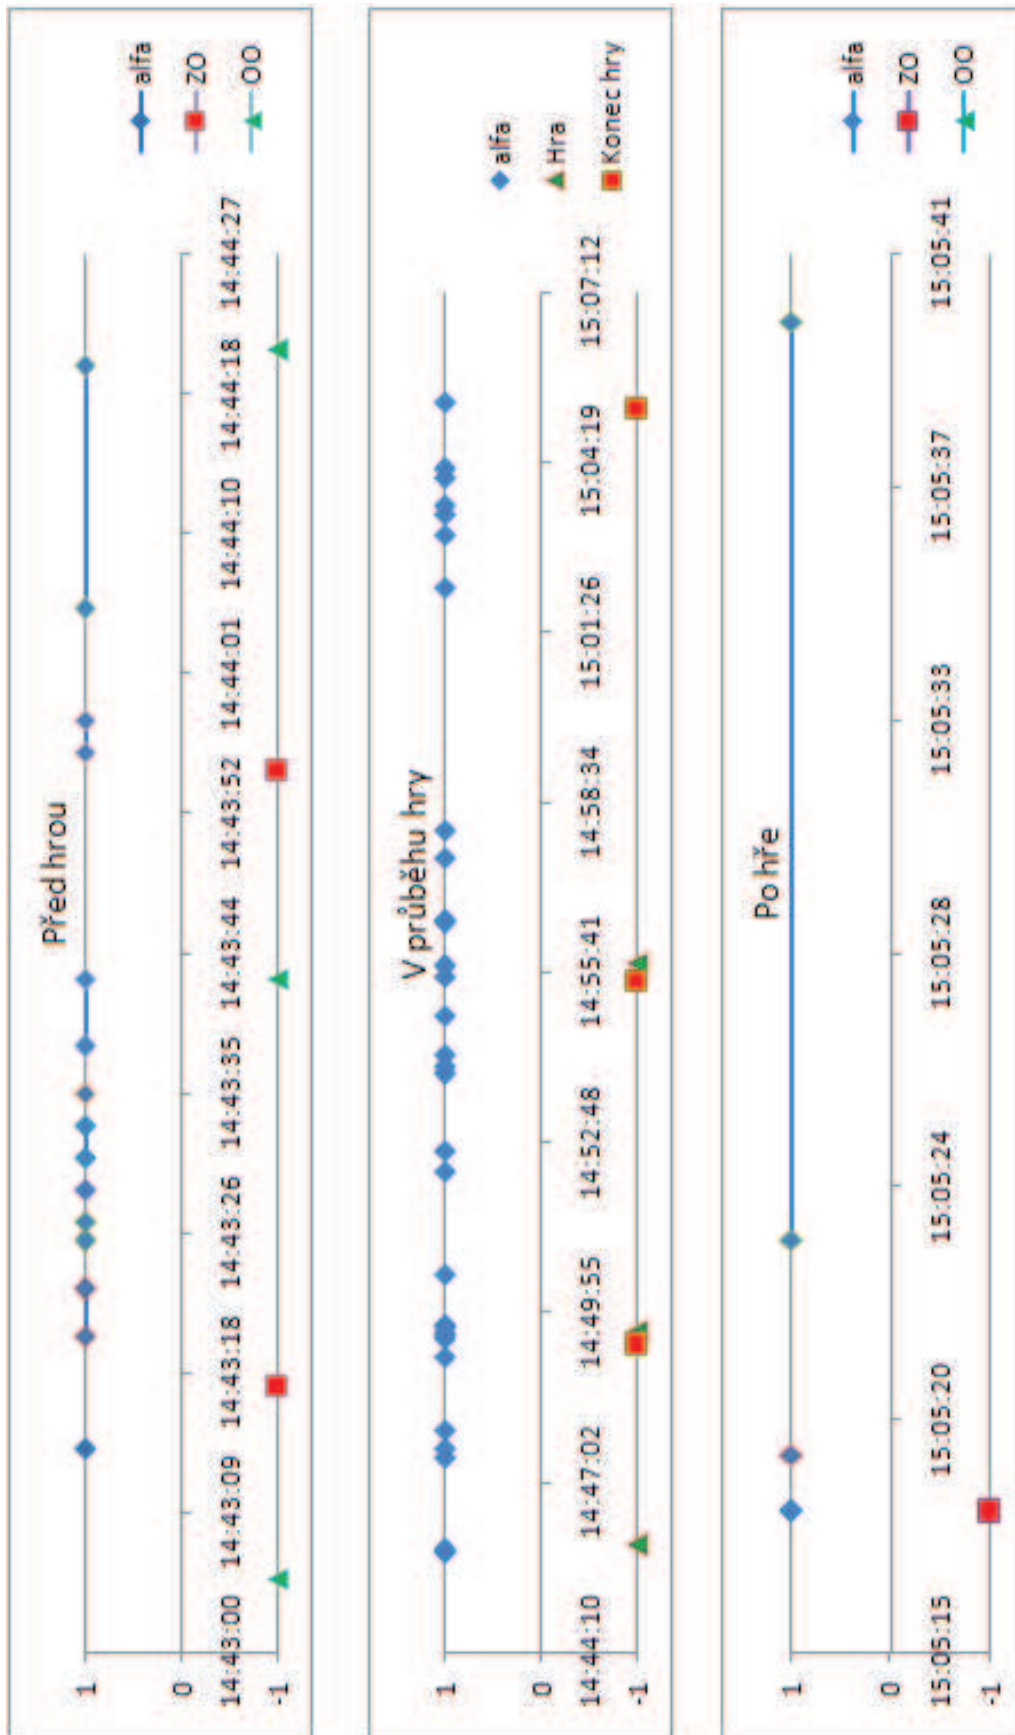 Před hrou
1
0
-1
14:43:00 14:43:09 14:43:18 14:43:26 14:43:35 14:43:44 14:43:52 14:44:01 14:44:10 14:44:18 14:44:27
alfa
ZO
OO
V průběhu hry
1
0
-1
14:44:10 14:47:02 14:49:55 14:52:48 14:55:41 14:58:34 15:01:26 15:04:19 15:07:12
alfa
Hra
Konec hry
Po hře
1
0
-1
15:05:15 15:05:20 15:05:24 15:05:28 15:05:33 15:05:37 15:05:41
alfa
ZO
OO